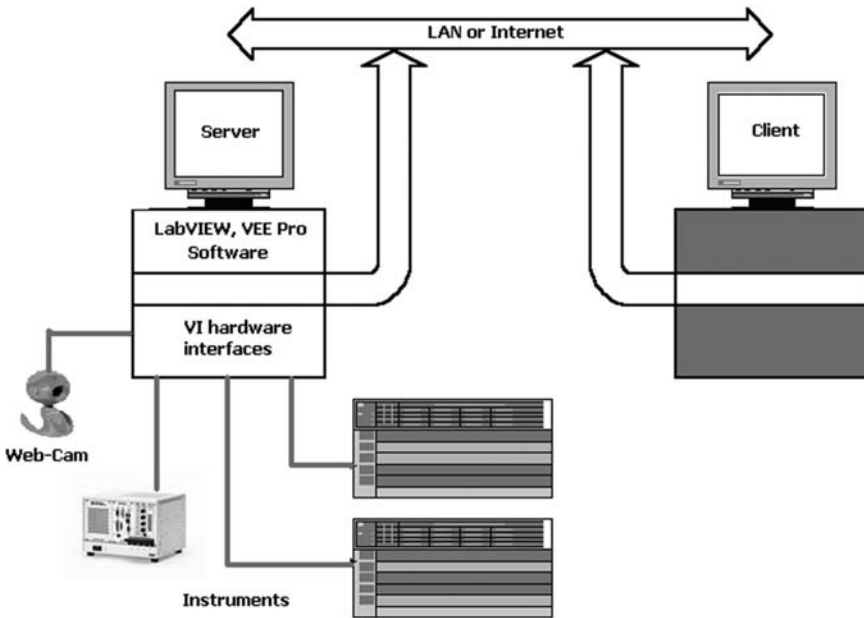 LAN or Internet
Server
Client
LabVIEW, VEE Pro
Software
VI hardware
interfaces
Web-Cam
Instruments